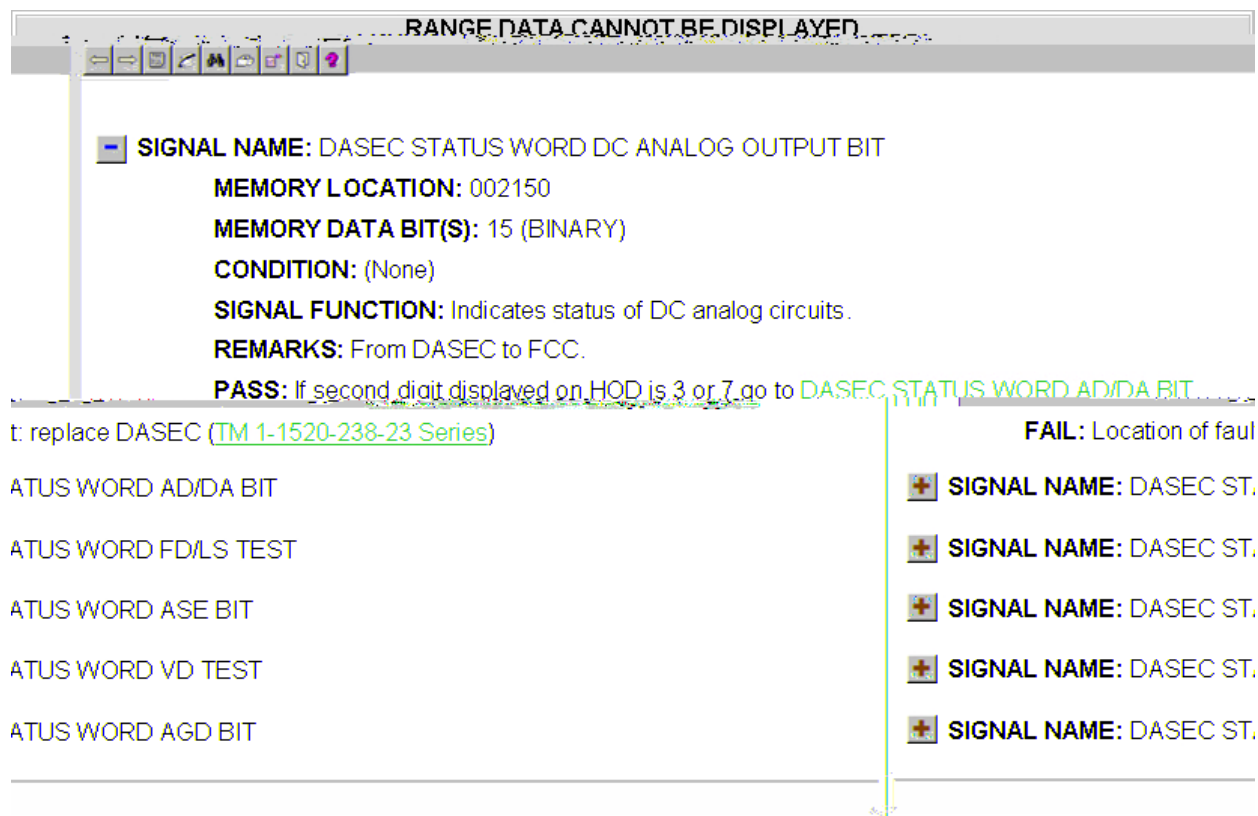 RANGE DATA CANNOT BE DISPLAYED
SIGNAL NAME: DASEC STATUS WORD DC ANALOG OUTPUT BIT
MEMORY LOCATION: 002150
MEMORY DATA BIT(S): 15 (BINARY)
CONDITION: (None)
SIGNAL FUNCTION: Indicates status of DC analog circuits.
REMARKS: From DASEC to FCC.
PASS: If second digit displayed on HOD is 3 or 7 go to DASEC STATUS WORD AD/DA BIT.
t: replace DASEC (TM 1-1520-238-23 Series) FAIL: Location of faul
ATUS WORD AD/DA BIT SIGNAL NAME: DASEC ST
ATUS WORD FD/LS TEST SIGNAL NAME: DASEC ST
ATUS WORD ASE BIT SIGNAL NAME: DASEC ST
ATUS WORD VD TEST SIGNAL NAME: DASEC ST
ATUS WORD AGD BIT SIGNAL NAME: DASEC ST